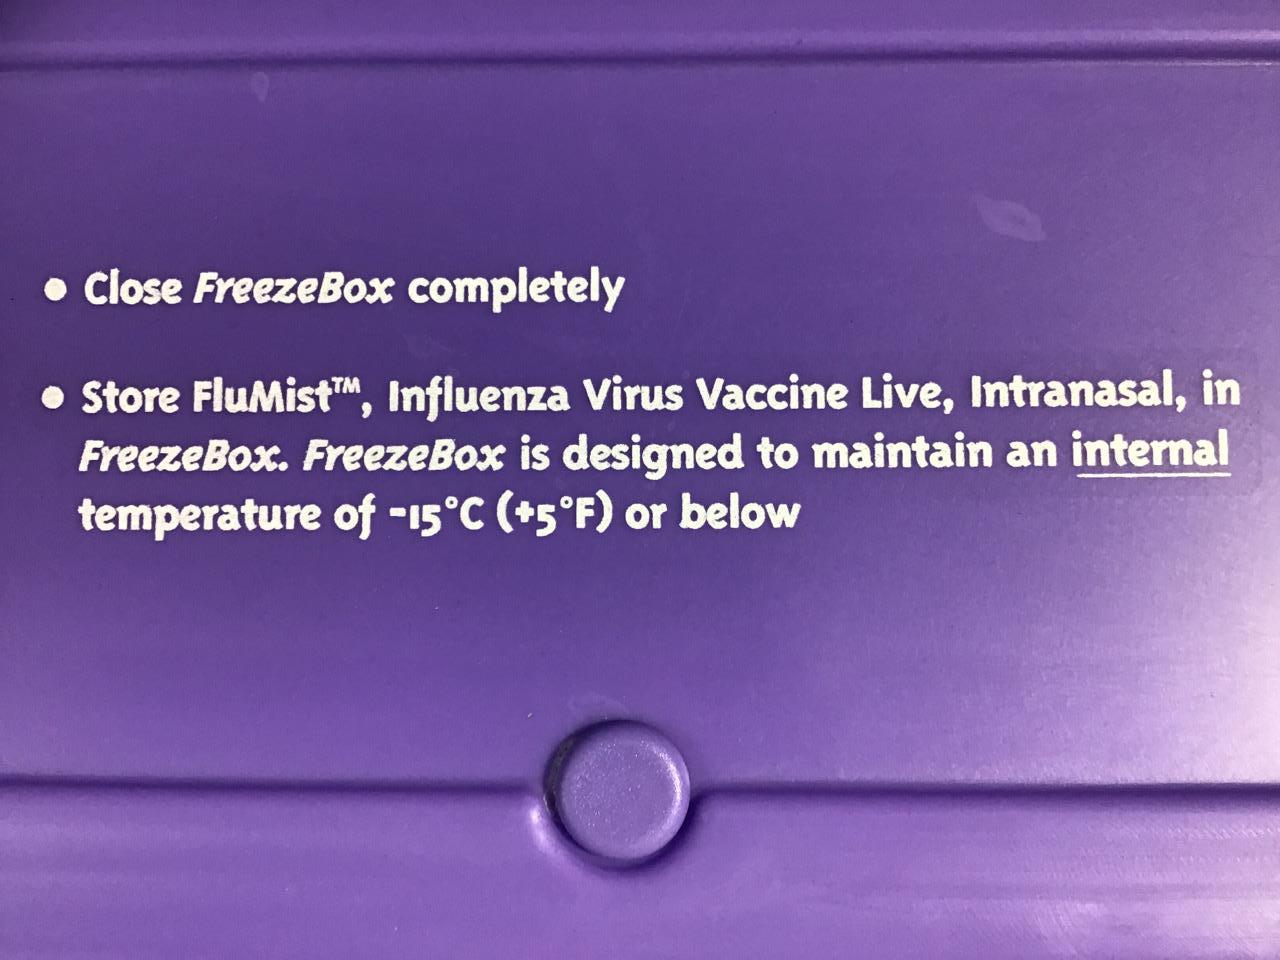 • Close FreezeBox completely
• Store FluMist™, Influenza Virus Vaccine Live, Intranasal, in
FreezeBox. FreezeBox is designed to maintain an internal
temperature of -15°C (+5°F) or below